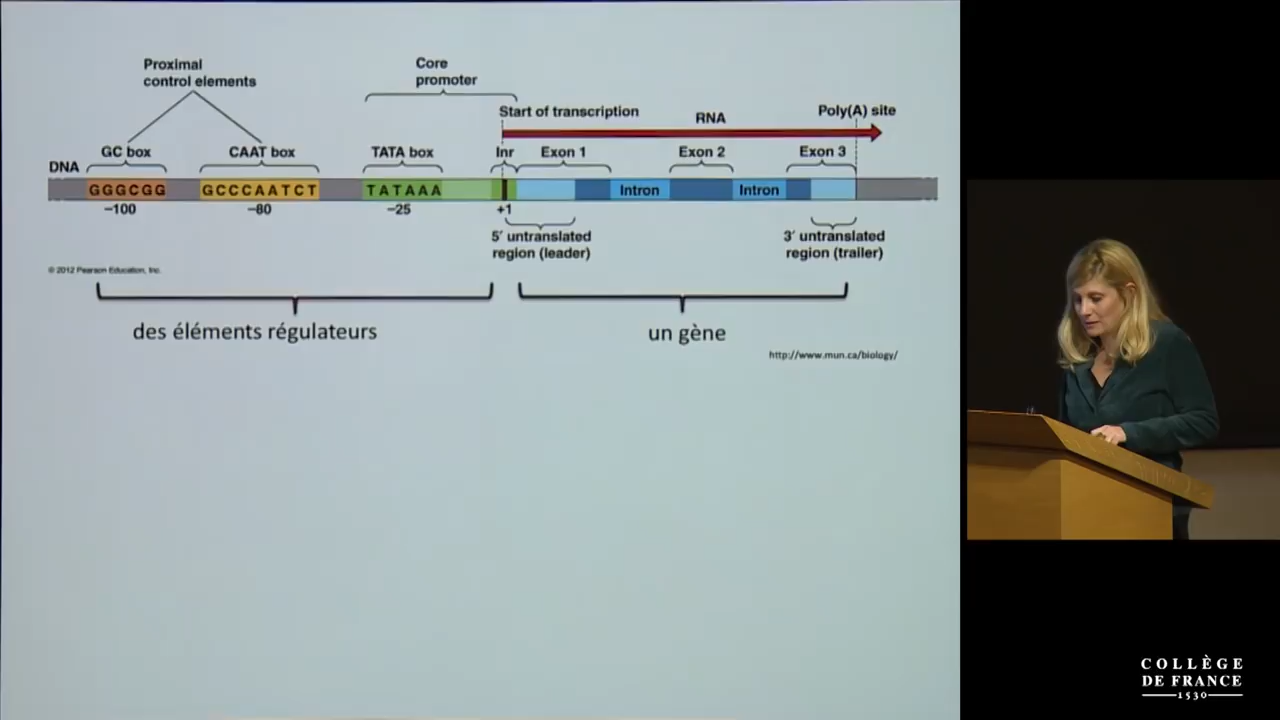 Proximal
control elements
Core
promoter
Start of transcription
RNA
Poly(A) site
DNA
GC box
CAAT box
TATA box
Inr
Exon 1
Exon 2
Exon 3
GGGCGG
GCCCAATCT
TATAAA
Intron
Intron
–100
–80
–25
+1
5′ untranslated
region (leader)
3′ untranslated
region (trailer)
© 2012 Pearson Education, Inc.
des éléments régulateurs
un gène
http://www.mun.ca/biology/
COLLÈGE
DE FRANCE
1530